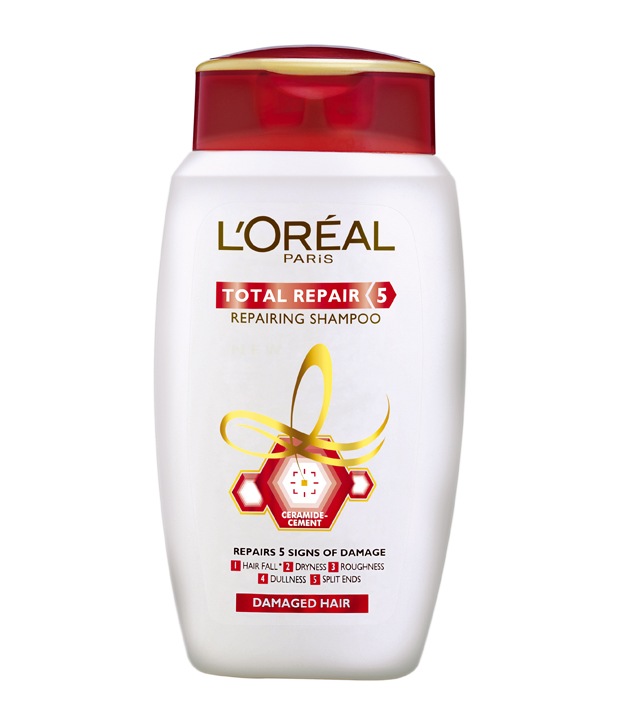 L'ORÉAL
PARIS
TOTAL REPAIR 5
REPAIRING SHAMPOO
CERAMIDE-
CEMENT
REPAIRS 5 SIGNS OF DAMAGE
1 HAIR FALL* 2 DRYNESS 3 ROUGHNESS
4 DULLNESS 5 SPLIT ENDS
DAMAGED HAIR